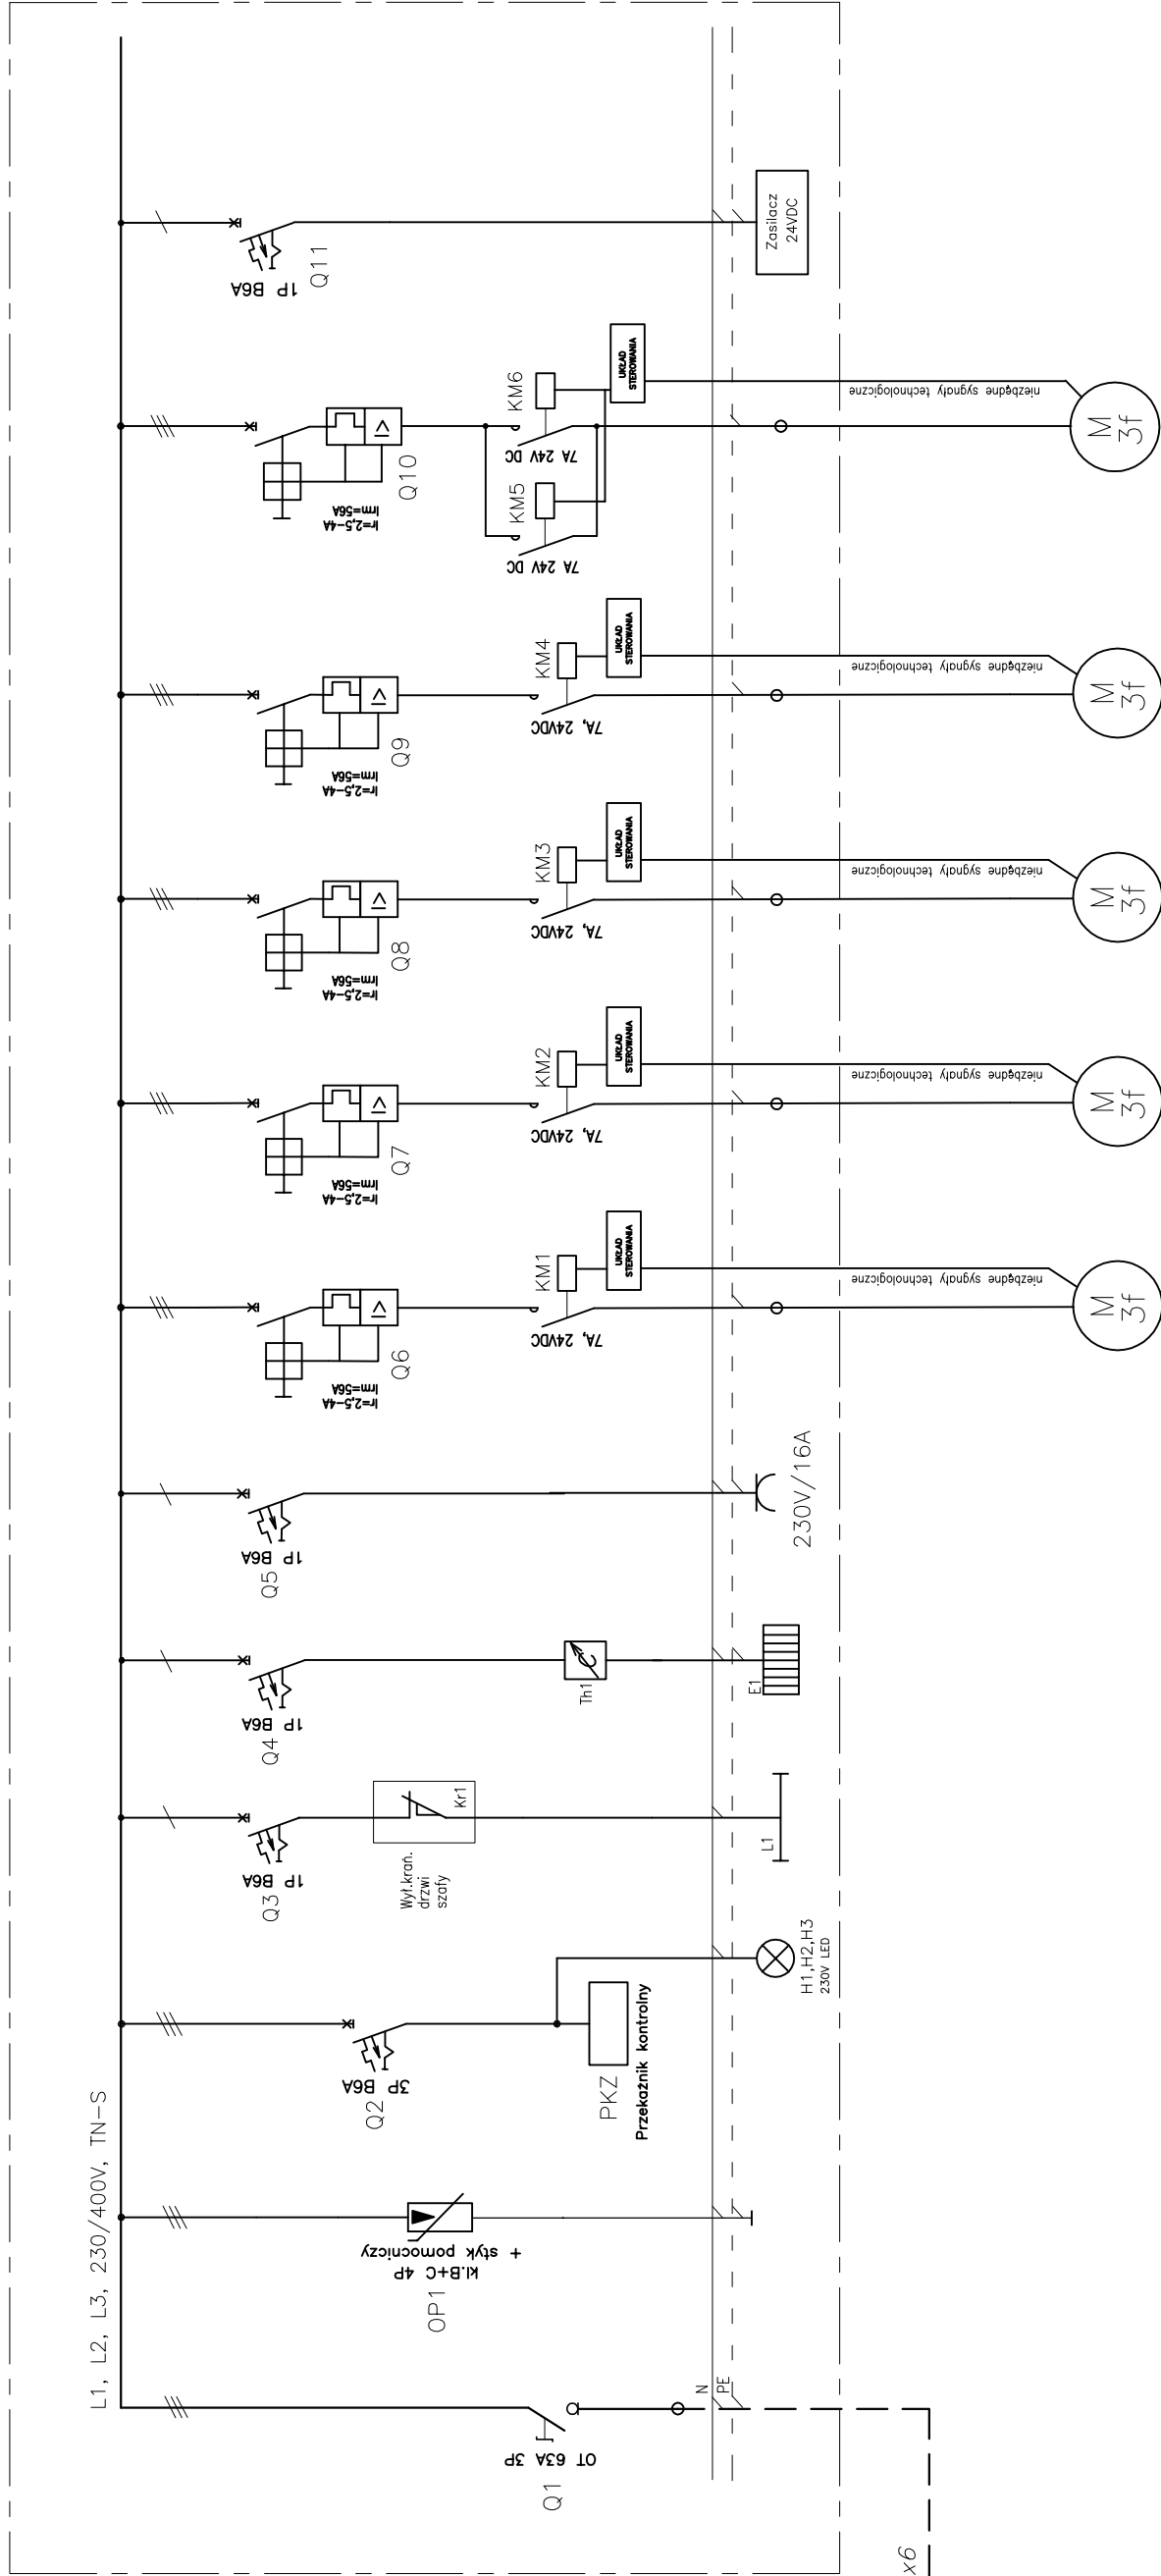 L1, L2, L3, 230/400V, TN-S
OT 63A 3P
Q1
N
PE
x6
kl.B+C 4P
+ styk pomocniczy
OP1
3P B6A
Q2
PKZ
Przekaźnik kontrolny
H1,H2,H3
230V LED
1P B6A
Q3
Wył.krań.
drzwi
szafy
Kr1
L1
1P B6A
Q4
Th1
C
E1
1P B6A
Q5
230V/16A
Ir=2,5-4A
Irm=56A
Q6
7A, 24VDC
KM1
UKŁAD
STEROWANIA
niezbędne sygnały technologiczne
M
3f
Ir=2,5-4A
Irm=56A
Q7
7A, 24VDC
KM2
UKŁAD
STEROWANIA
niezbędne sygnały technologiczne
M
3f
Ir=2,5-4A
Irm=56A
Q8
7A, 24VDC
KM3
UKŁAD
STEROWANIA
niezbędne sygnały technologiczne
M
3f
Ir=2,5-4A
Irm=56A
Q9
7A, 24VDC
KM4
UKŁAD
STEROWANIA
niezbędne sygnały technologiczne
M
3f
Ir=2,5-4A
Irm=56A
Q10
7A 24V DC
KM5
7A 24V DC
KM6
UKŁAD
STEROWANIA
niezbędne sygnały technologiczne
M
3f
1P B6A
Q11
Zasilacz
24VDC